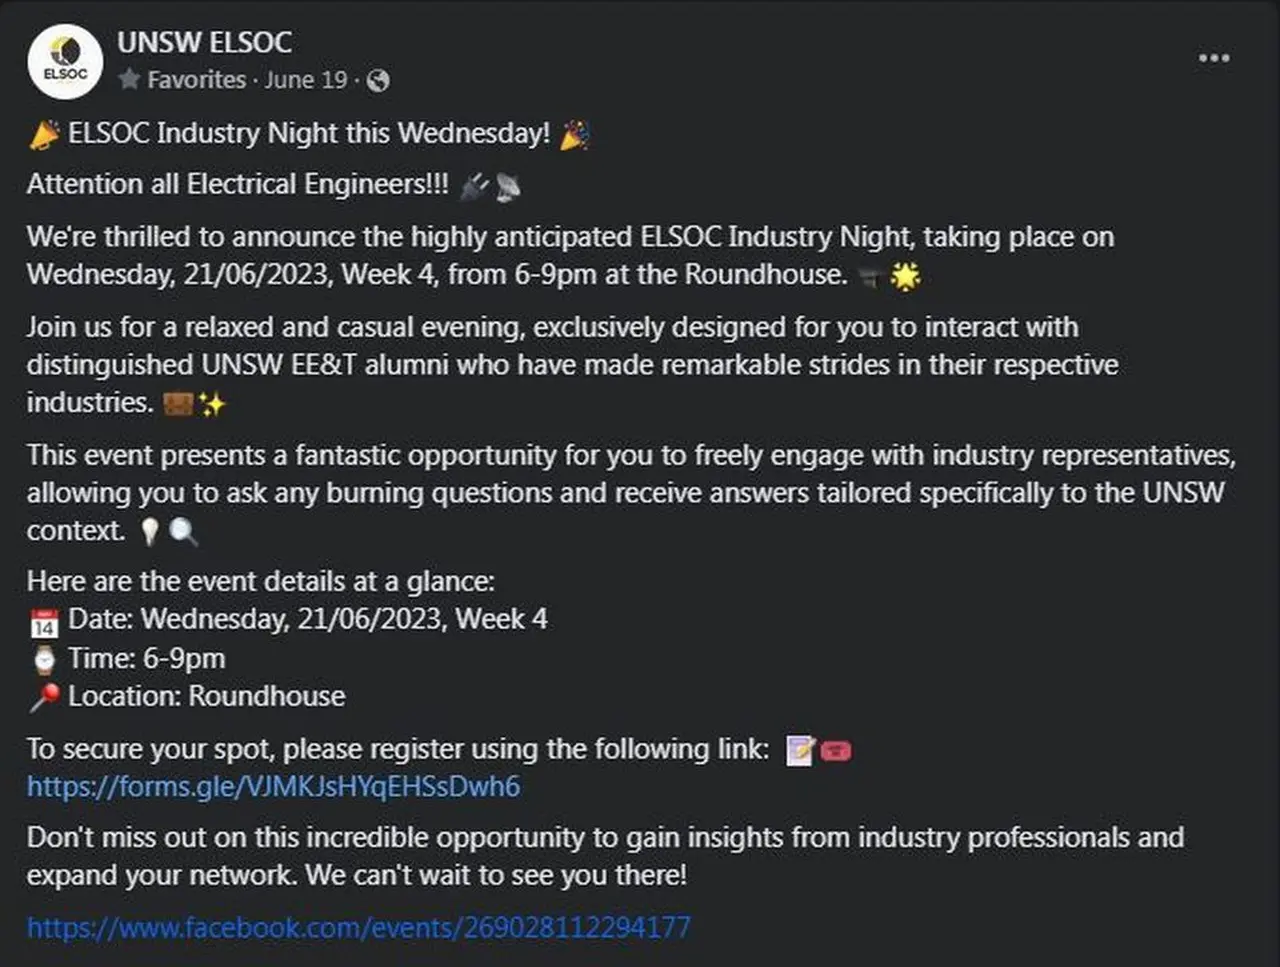 ELSOC
UNSW ELSOC
Favorites · June 19 ·
ELSOC Industry Night this Wednesday!
Attention all Electrical Engineers!!!
We're thrilled to announce the highly anticipated ELSOC Industry Night, taking place on
Wednesday, 21/06/2023, Week 4, from 6-9pm at the Roundhouse.
Join us for a relaxed and casual evening, exclusively designed for you to interact with
distinguished UNSW EE&T alumni who have made remarkable strides in their respective
industries.
This event presents a fantastic opportunity for you to freely engage with industry representatives,
allowing you to ask any burning questions and receive answers tailored specifically to the UNSW
context.
Here are the event details at a glance:
14 Date: Wednesday, 21/06/2023, Week 4
Time: 6-9pm
Location: Roundhouse
To secure your spot, please register using the following link:
https://forms.gle/VJMKJsHYqEHSsDwh6
Don't miss out on this incredible opportunity to gain insights from industry professionals and
expand your network. We can't wait to see you there!
https://www.facebook.com/events/269028112294177